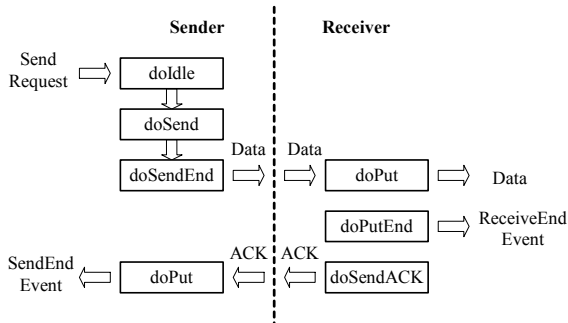 Sender
Receiver
Send
Request
doIdle
doSend
Data
Data
doSendEnd
doPut
Data
doPutEnd
ReceiveEnd
Event
SendEnd
Event
doPut
ACK
ACK
doSendACK